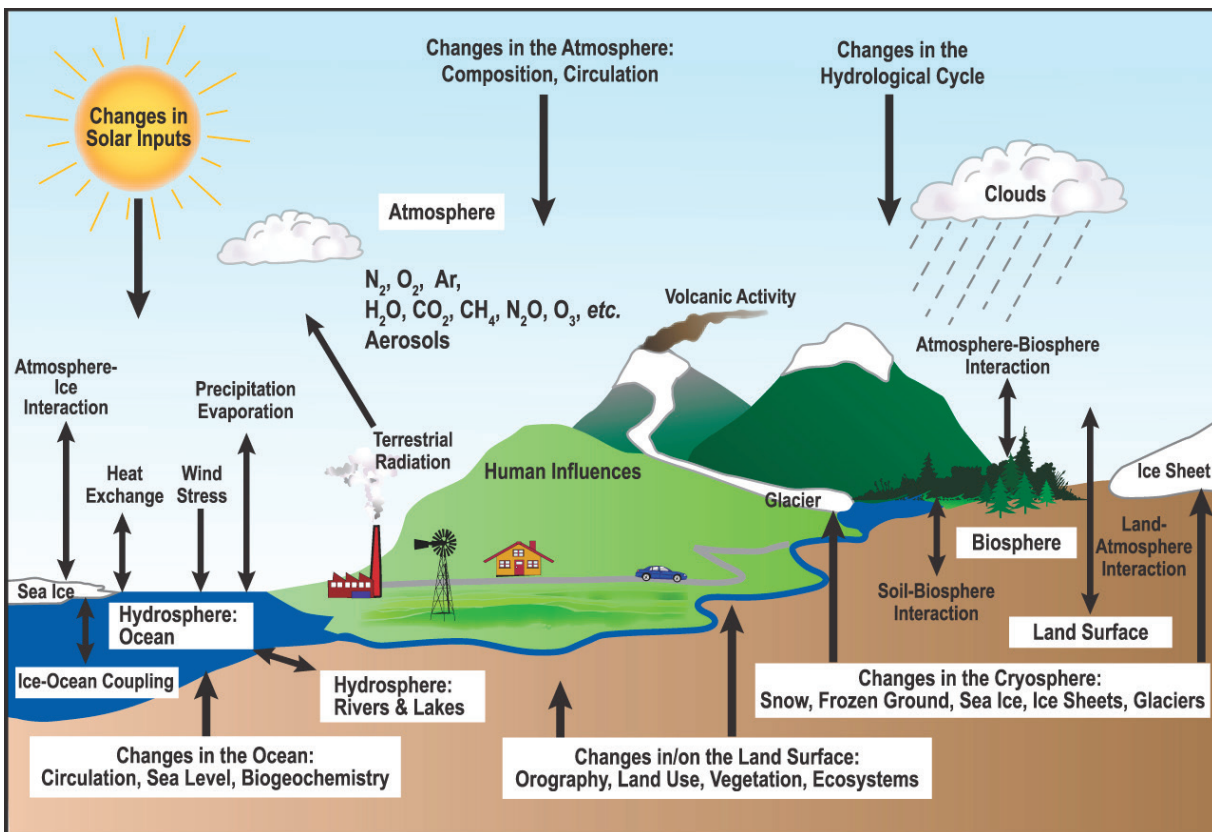 Changes in the Atmosphere:
Composition, Circulation
Changes in the
Hydrological Cycle
Changes in
Solar Inputs
Clouds
Atmosphere
N₂, O₂, Ar,
H₂O, CO₂, CH₄, N₂O, O₃, etc.
Aerosols
Volcanic Activity
Atmosphere-
Ice
Interaction
Precipitation
Evaporation
Atmosphere-Biosphere
Interaction
Terrestrial
Radiation
Heat
Exchange
Wind
Stress
Human Influences
Glacier
Ice Sheet
Land-
Atmosphere
Interaction
Biosphere
Soil-Biosphere
Interaction
Land Surface
Sea Ice
Hydrosphere:
Ocean
Ice-Ocean Coupling
Hydrosphere:
Rivers & Lakes
Changes in the Cryosphere:
Snow, Frozen Ground, Sea Ice, Ice Sheets, Glaciers
Changes in the Ocean:
Circulation, Sea Level, Biogeochemistry
Changes in/on the Land Surface:
Orography, Land Use, Vegetation, Ecosystems